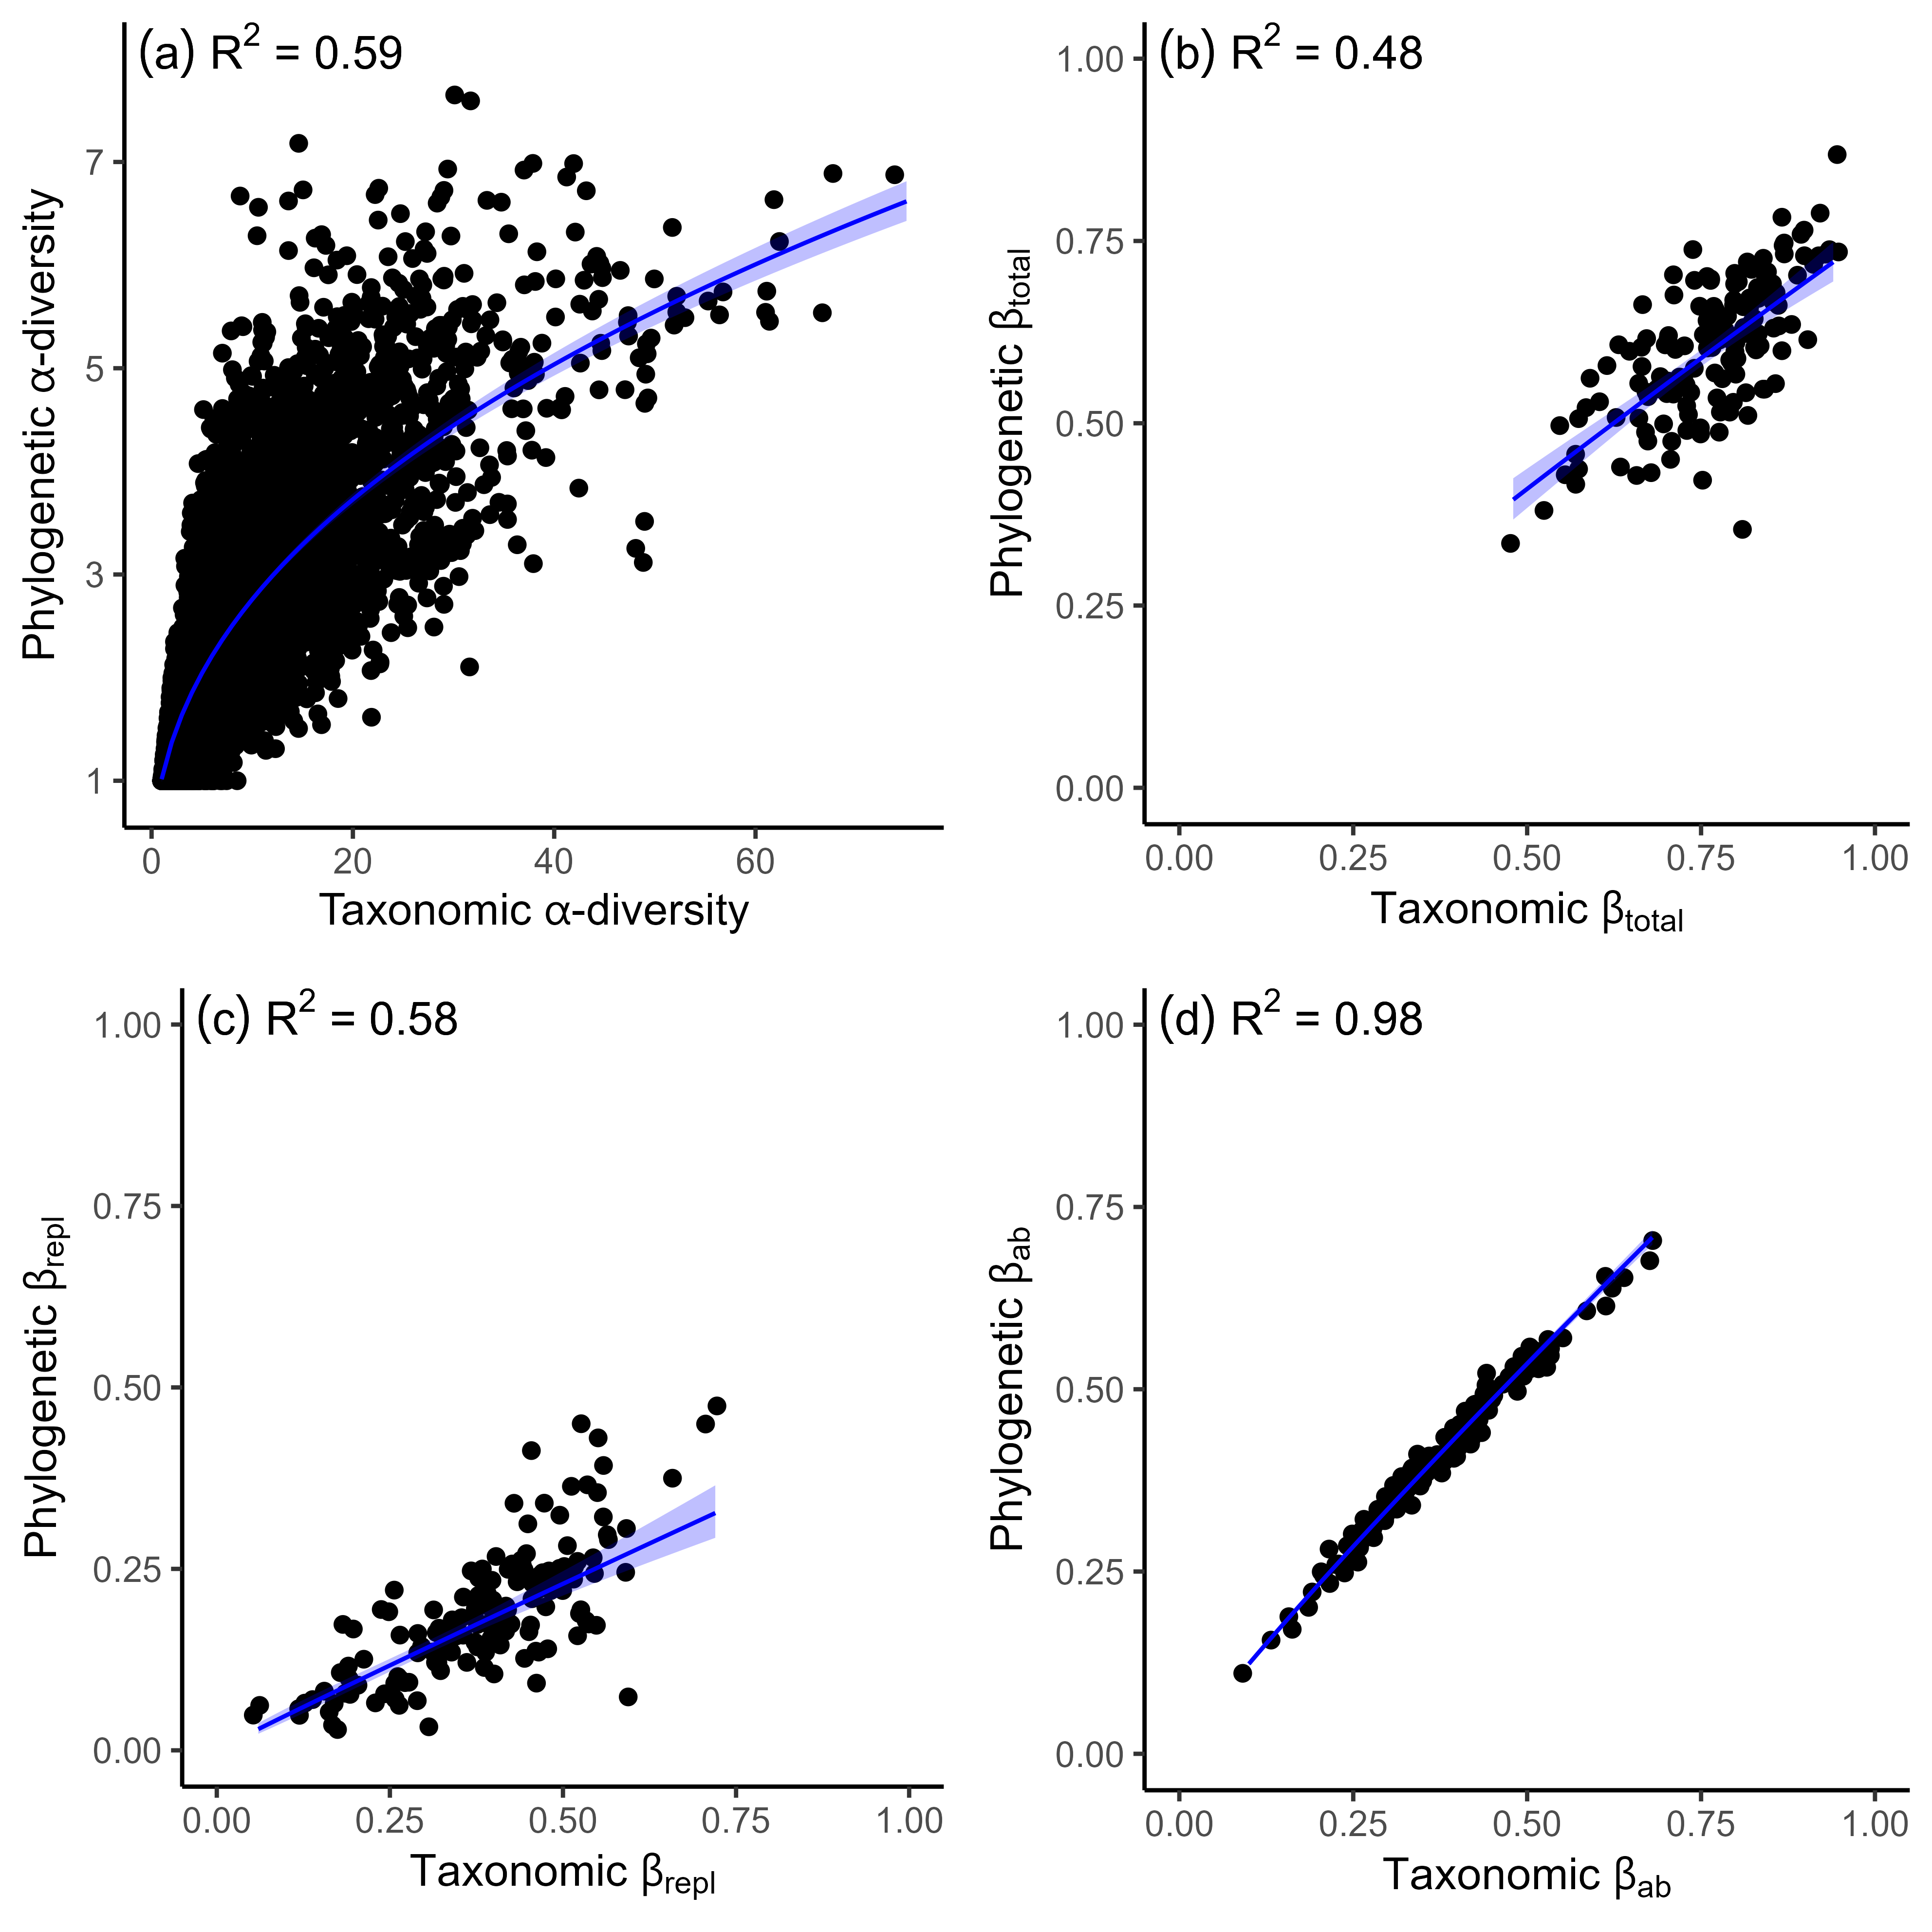 (a) R² = 0.59
Phylogenetic α-diversity
7
5
3
1
0 20 40 60
Taxonomic α-diversity
(b) R² = 0.48
Phylogenetic βtotal
1.00
0.75
0.50
0.25
0.00
0.00 0.25 0.50 0.75 1.00
Taxonomic βtotal
(c) R² = 0.58
Phylogenetic βrepl
1.00
0.75
0.50
0.25
0.00
0.00 0.25 0.50 0.75 1.00
Taxonomic βrepl
(d) R² = 0.98
Phylogenetic βab
1.00
0.75
0.50
0.25
0.00
0.00 0.25 0.50 0.75 1.00
Taxonomic βab